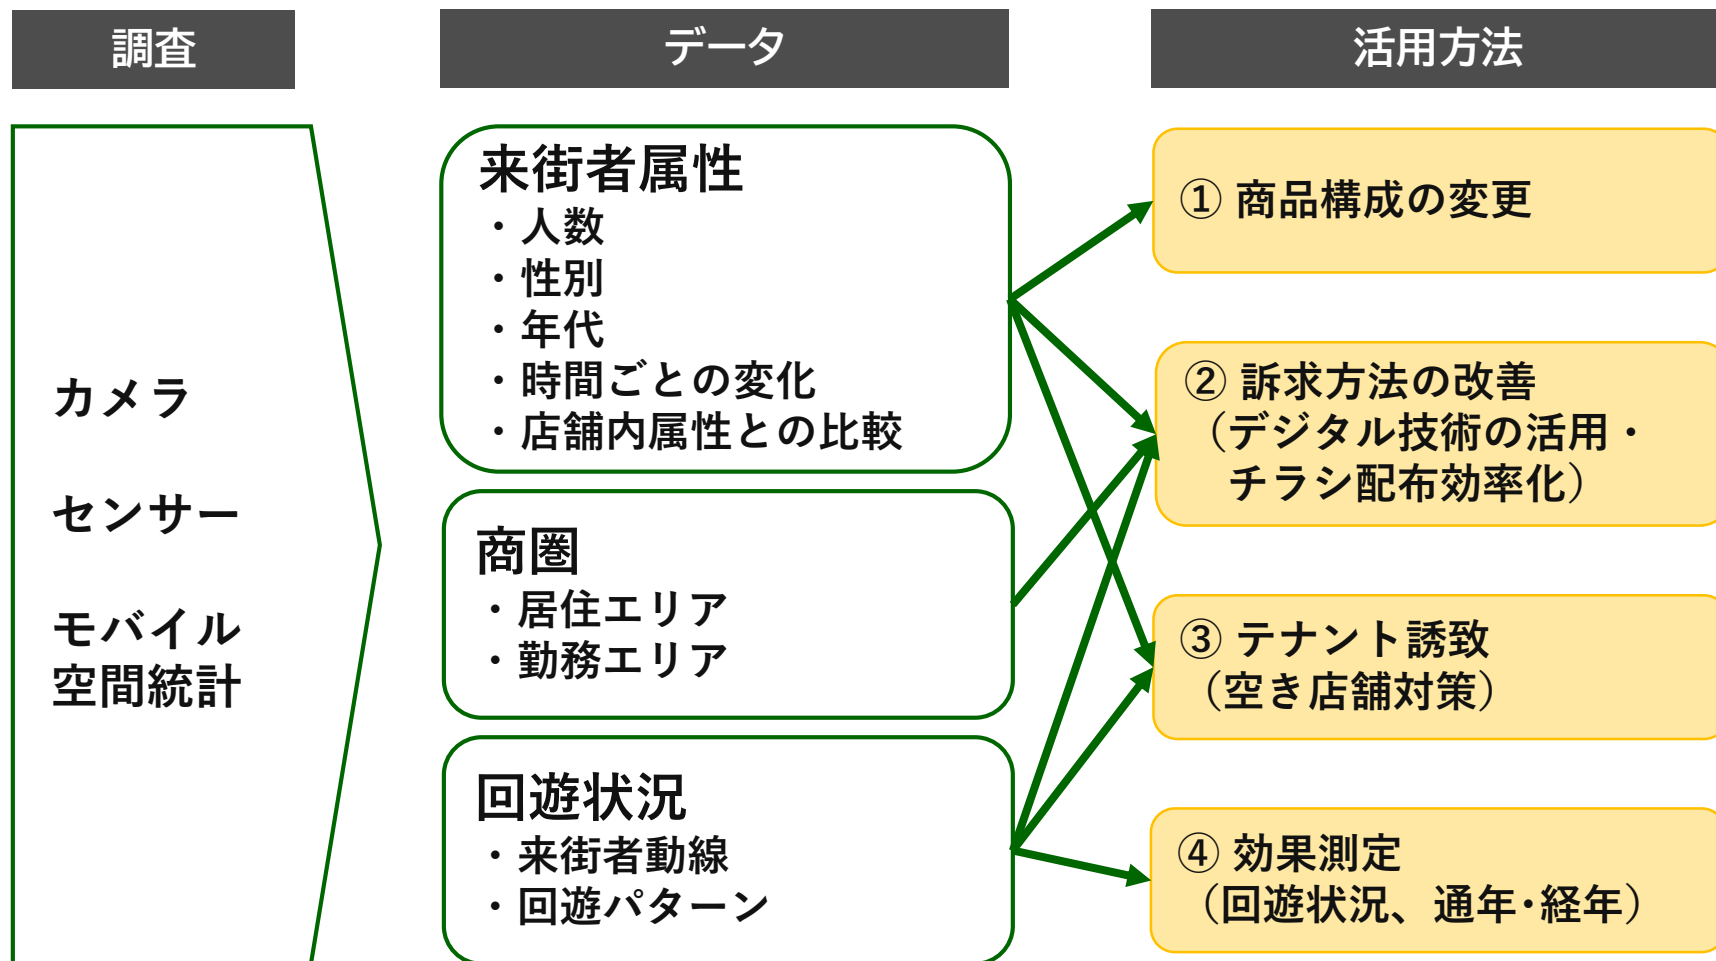 調査
データ
活用方法
カメラ
センサー
モバイル
空間統計
来街者属性
・人数
・性別
・年代
・時間ごとの変化
・店舗内属性との比較
商圏
・居住エリア
・勤務エリア
回遊状況
・来街者動線
・回遊パターン
① 商品構成の変更
② 訴求方法の改善
（デジタル技術の活用・
チラシ配布効率化）
③ テナント誘致
（空き店舗対策）
④ 効果測定
（回遊状況、通年･経年）